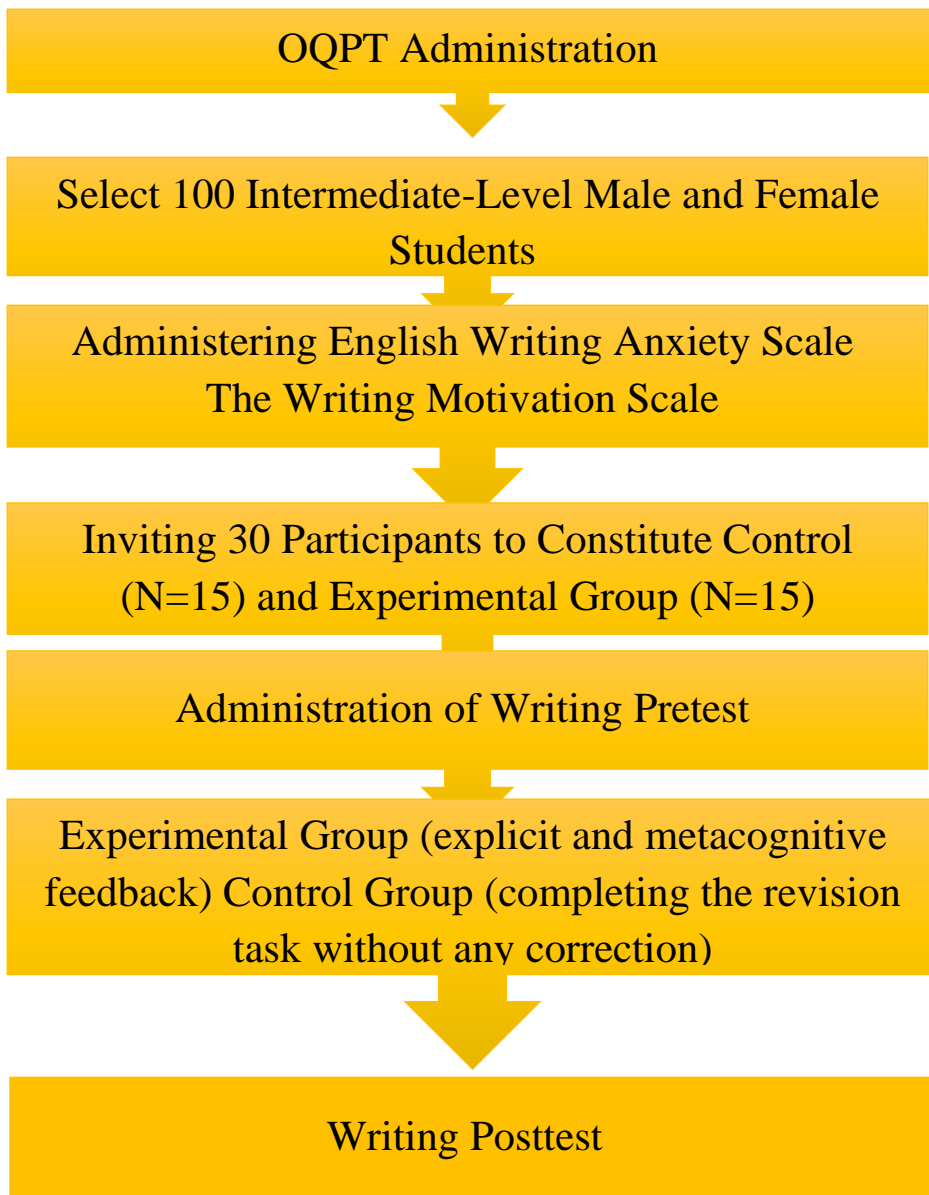 OQPT Administration
Select 100 Intermediate-Level Male and Female
Students
Administering English Writing Anxiety Scale
The Writing Motivation Scale
Inviting 30 Participants to Constitute Control
(N=15) and Experimental Group (N=15)
Administration of Writing Pretest
Experimental Group (explicit and metacognitive
feedback) Control Group (completing the revision
task without any correction)
Writing Posttest